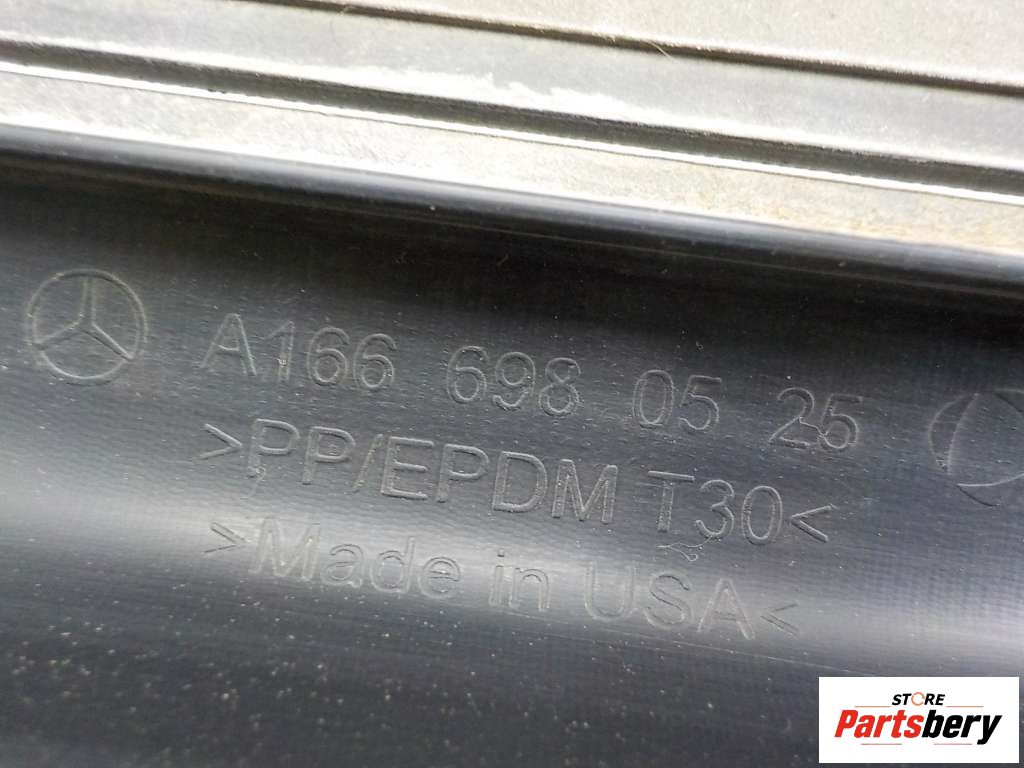 A166 698 05 25
>PP/EPDM T30<
>Made in USA<
STORE
Partsbery